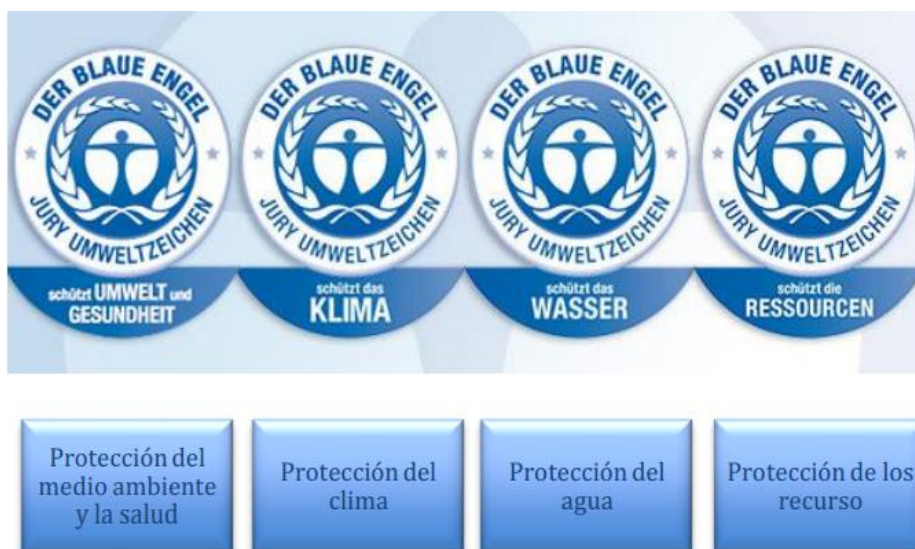 DER BLAUE ENGEL
JURY UMWELTZEICHEN
schützt UMWELT und
GESUNDHEIT
DER BLAUE ENGEL
JURY UMWELTZEICHEN
schützt das
KLIMA
DER BLAUE ENGEL
JURY UMWELTZEICHEN
schützt das
WASSER
DER BLAUE ENGEL
JURY UMWELTZEICHEN
schützt die
RESSOURCEN
Protección del
medio ambiente
y la salud
Protección del
clima
Protección del
agua
Protección de los
recurso